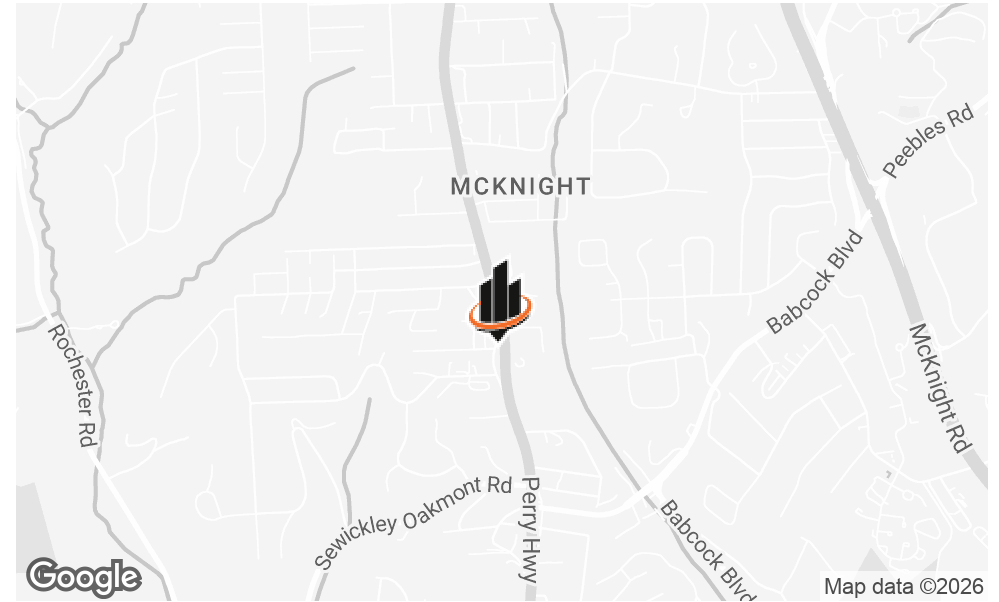 Peebles Rd
MCKNIGHT
Babcock Blvd
Rochester Rd
McKnight Rd
Sewickley Oakmont Rd
Perry Hwy
Babcock Blvd
Google
Map data ©2026